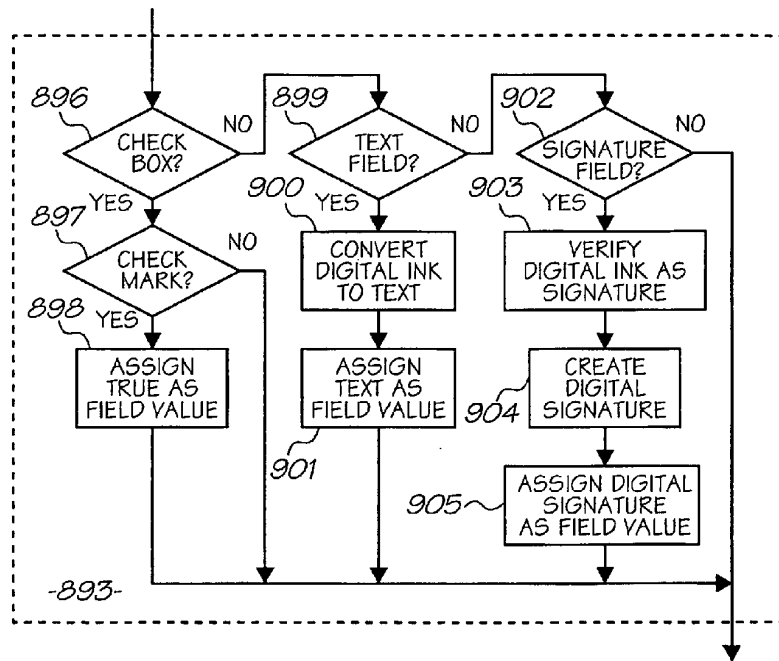 896
CHECK
BOX?
NO
YES
897
CHECK
MARK?
NO
YES
898
ASSIGN
TRUE AS
FIELD VALUE
899
TEXT
FIELD?
NO
YES
900
CONVERT
DIGITAL INK
TO TEXT
ASSIGN
TEXT AS
FIELD VALUE
901
902
SIGNATURE
FIELD?
NO
YES
903
VERIFY
DIGITAL INK AS
SIGNATURE
CREATE
DIGITAL
SIGNATURE
904
ASSIGN DIGITAL
SIGNATURE
AS FIELD VALUE
905
-893-